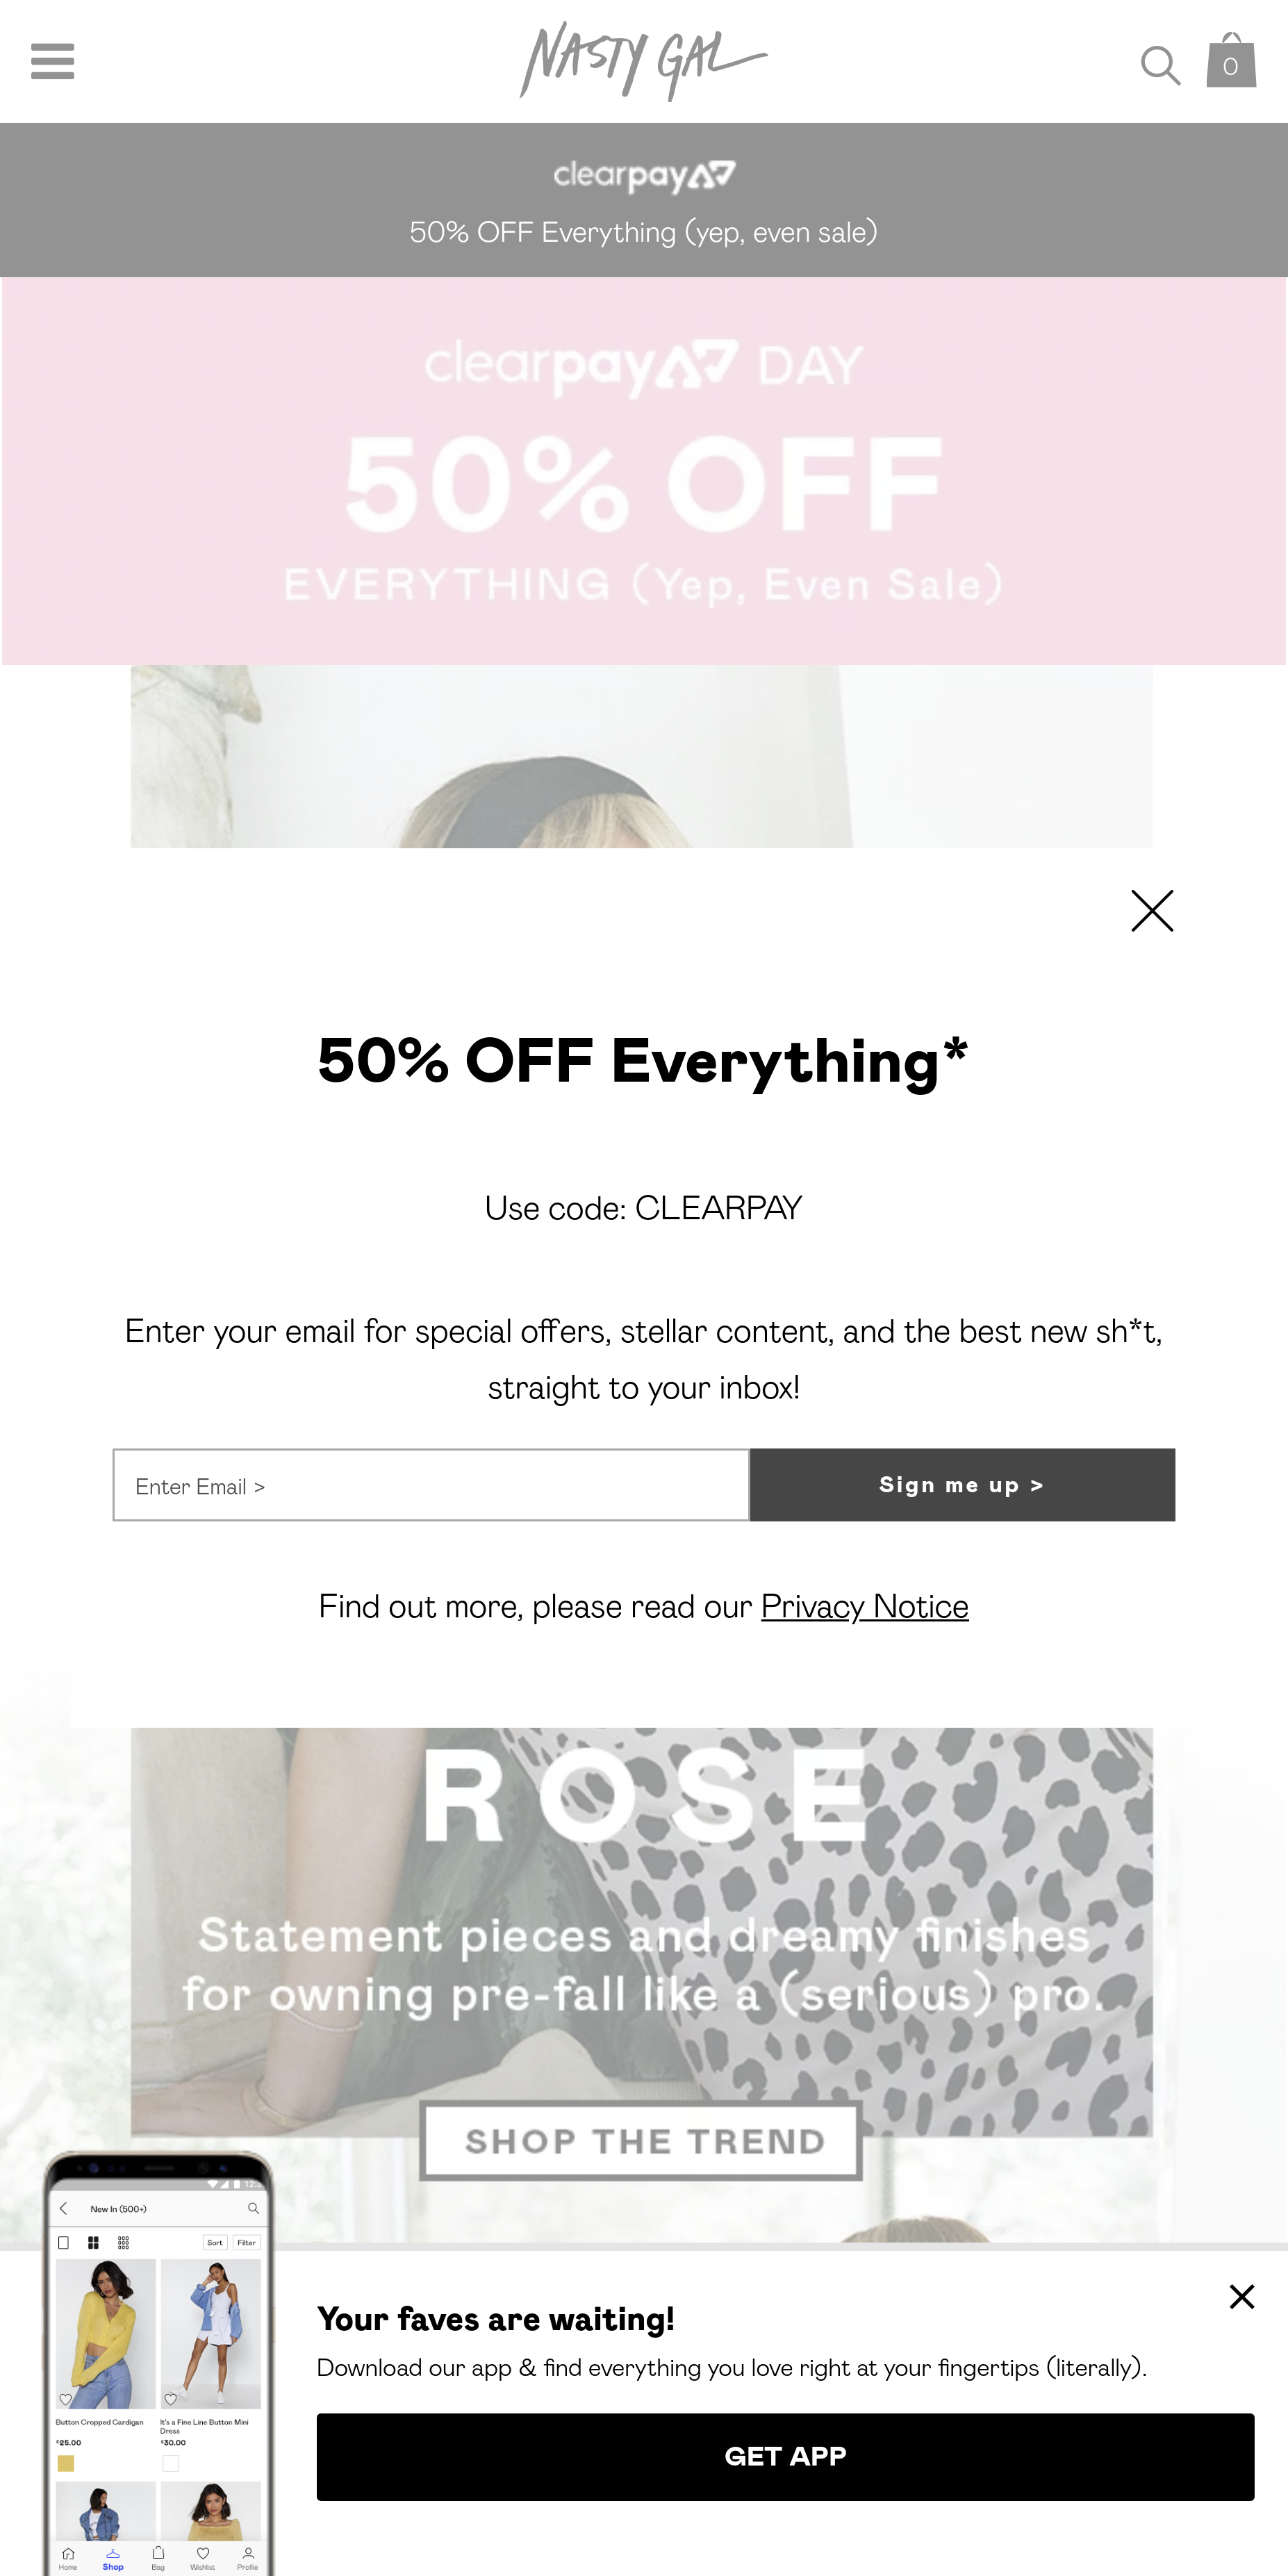 NASTY GAL
0
clearpay
50% OFF Everything (yep, even sale)
clearpay DAY
50% OFF
EVERYTHING (Yep, Even Sale)
50% OFF Everything*
Use code: CLEARPAY
Enter your email for special offers, stellar content, and the best new sh*t,
straight to your inbox!
Enter Email >
Sign me up >
Find out more, please read our Privacy Notice
ROSE
Statement pieces and dreamy finishes
for owning pre-fall like a (serious) pro.
SHOP THE TREND
New In (500+)
Sort Filter
Button Cropped Cardigan
£25.00
It's a Fine Line Button Mini
Dress
£30.00
Home Shop Bag Wishlist Profile
Your faves are waiting!
Download our app & find everything you love right at your fingertips (literally).
GET APP